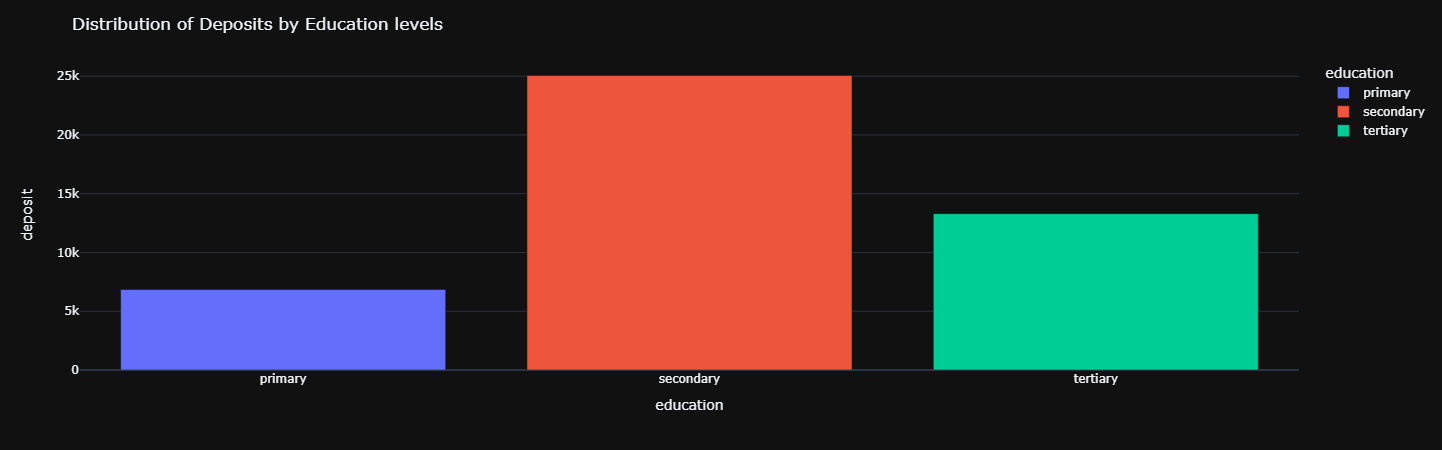 Distribution of Deposits by Education levels
25k
20k
15k
10k
5k
0
deposit
primary
secondary
tertiary
education
education
primary
secondary
tertiary